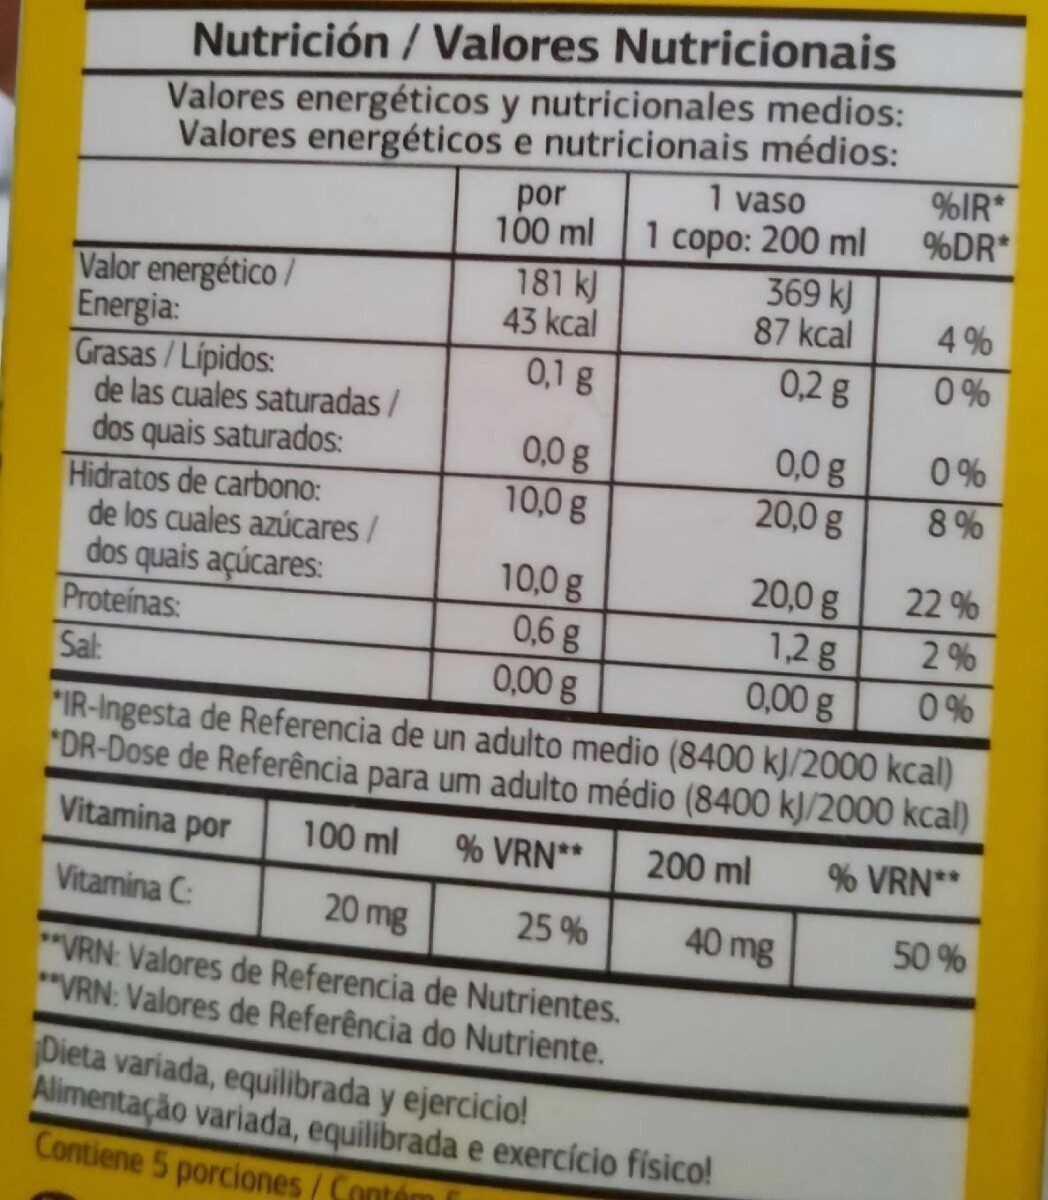 Nutrición / Valores Nutricionais
Valores energéticos y nutricionales medios:
Valores energéticos e nutricionais médios:
por 1 vaso %IR*
100 ml 1 copo: 200 ml %DR*
Valor energético / 181 kJ 369 kJ
Energia: 43 kcal 87 kcal 4 %
Grasas / Lípidos: 0,1 g 0,2 g 0 %
de las cuales saturadas /
dos quais saturados: 0,0 g 0,0 g 0 %
Hidratos de carbono: 10,0 g 20,0 g 8 %
de los cuales azúcares /
dos quais açúcares: 10,0 g 20,0 g 22 %
Proteínas: 0,6 g 1,2 g 2 %
Sal: 0,00 g 0,00 g 0 %
*IR-Ingesta de Referencia de un adulto medio (8400 kJ/2000 kcal)
*DR-Dose de Referência para um adulto médio (8400 kJ/2000 kcal)
Vitamina por 100 ml % VRN** 200 ml % VRN**
Vitamina C: 20 mg 25 % 40 mg 50 %
**VRN: Valores de Referencia de Nutrientes.
**VRN: Valores de Referência do Nutriente.
¡Dieta variada, equilibrada y ejercicio!
Alimentação variada, equilibrada e exercício físico!
Contiene 5 porciones / Contém